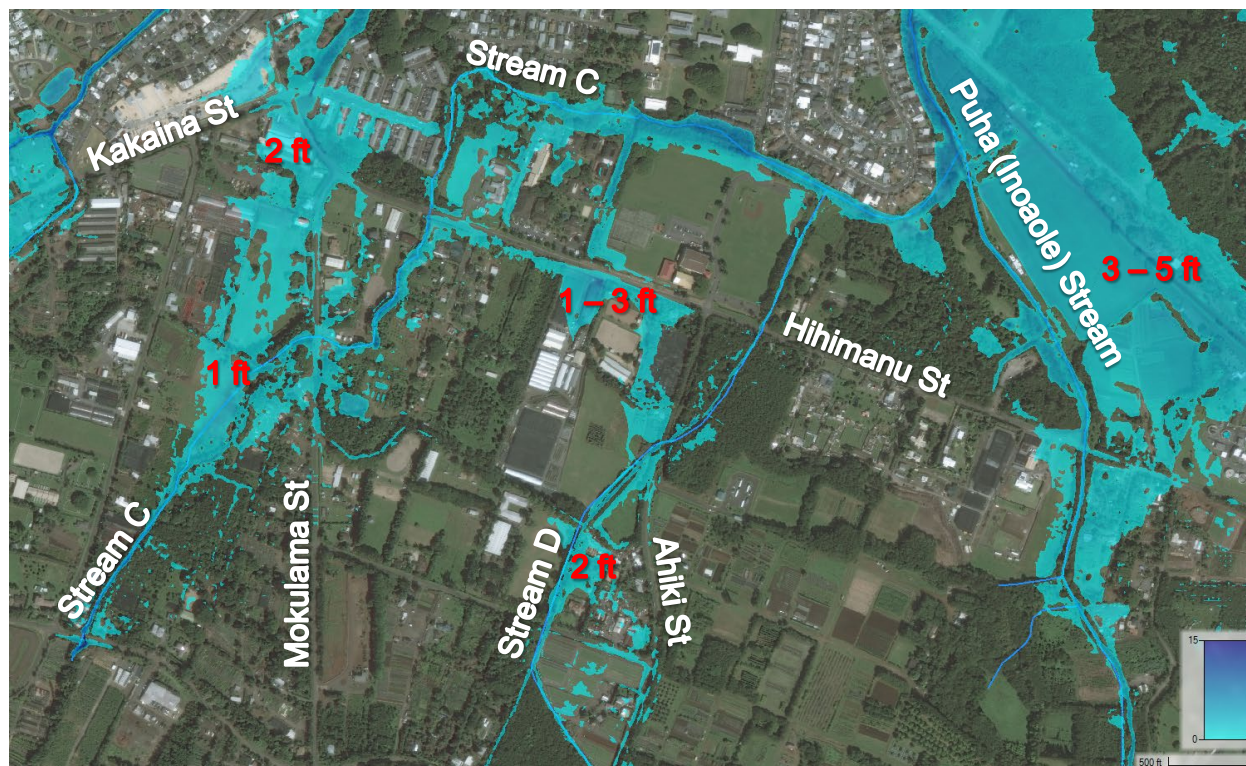 Stream C
Kakaina St
2 ft
Puha (Inoaole) Stream
3 – 5 ft
1 – 3 ft
Hihimanu St
1 ft
Stream C
Mokulama St
Stream D
2 ft
Ahiki St
15
0
500 ft